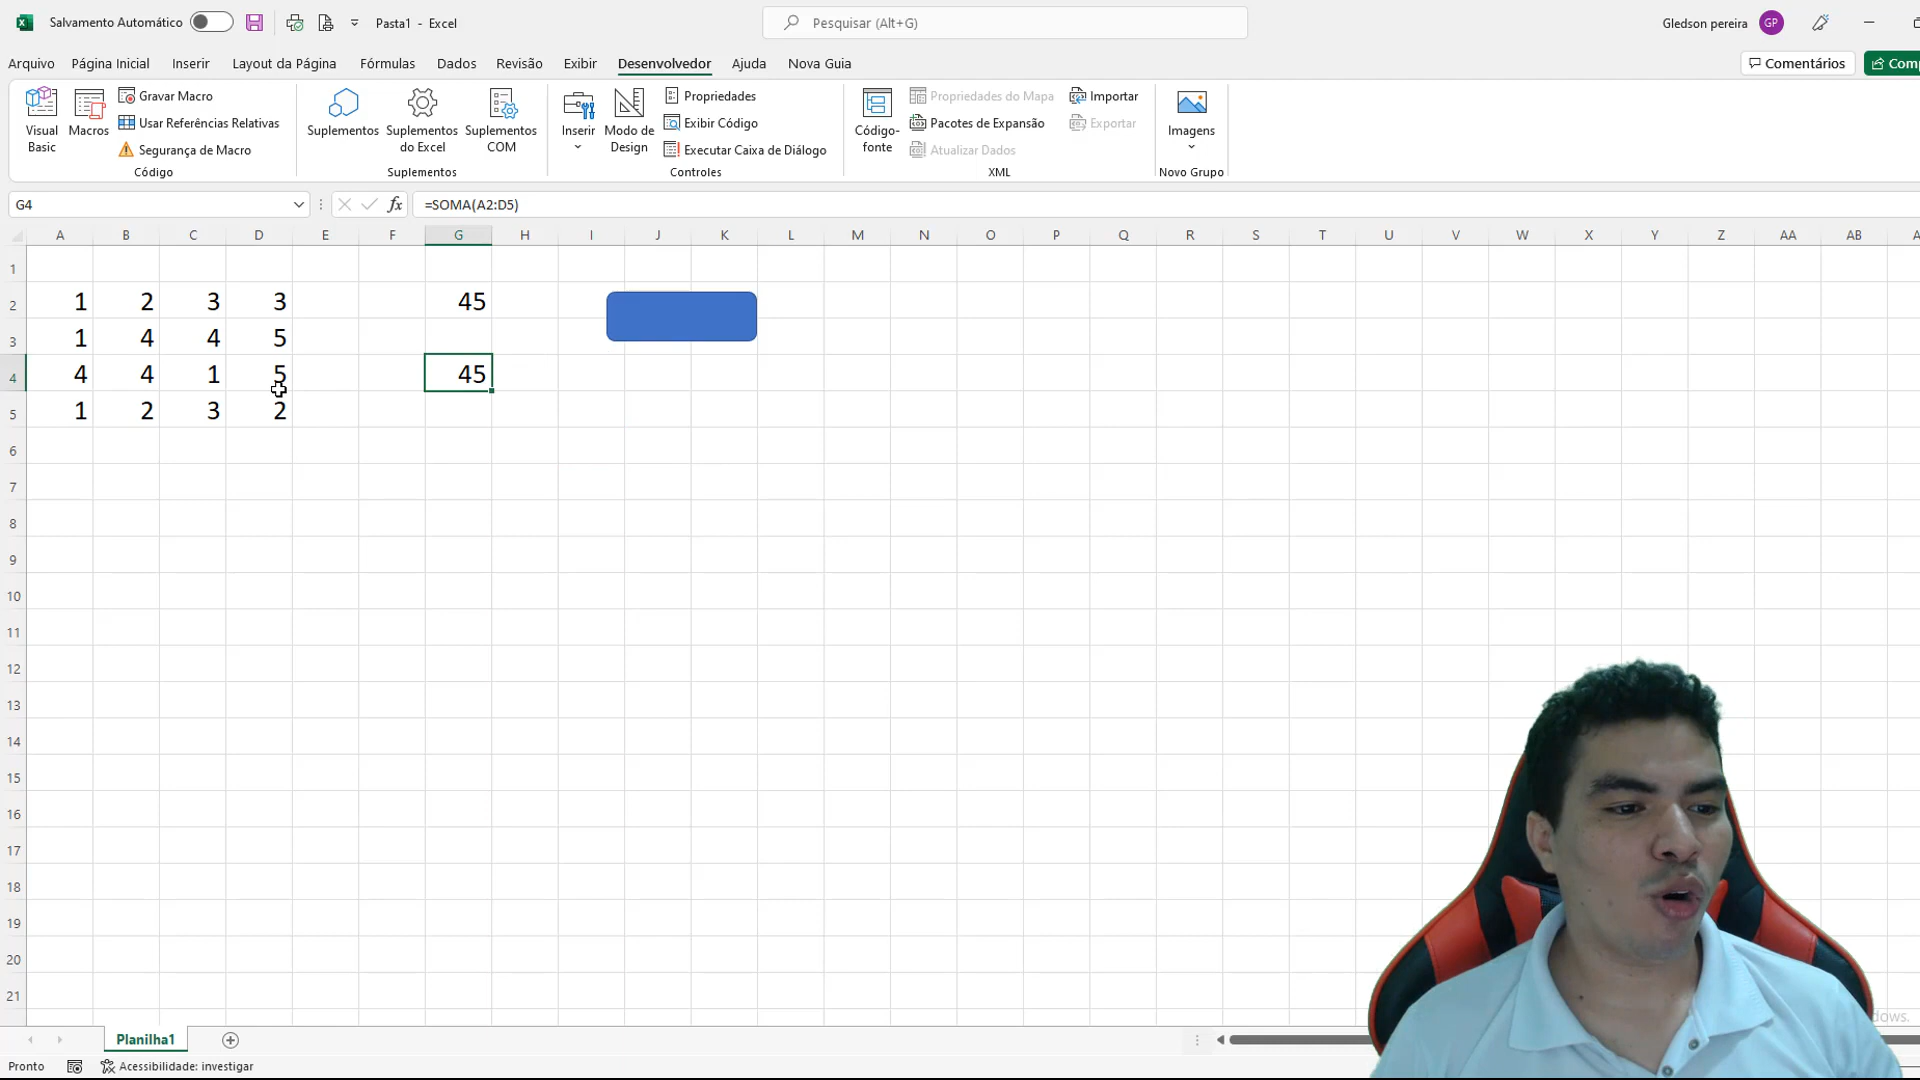 Salvamento Automático
Pasta1 - Excel
Pesquisar (Alt+G)
Gledson pereira
GP
Arquivo
Página Inicial
Inserir
Layout da Página
Fórmulas
Dados
Revisão
Exibir
Desenvolvedor
Ajuda
Nova Guia
Comentários
Comp
Visual
Basic
Macros
Gravar Macro
Usar Referências Relativas
Segurança de Macro
Código
Suplementos
Suplementos
do Excel
Suplementos
COM
Suplementos
Inserir
Modo de
Design
Propriedades
Exibir Código
Executar Caixa de Diálogo
Controles
Código-
fonte
Propriedades do Mapa
Pacotes de Expansão
Atualizar Dados
Importar
Exportar
XML
Imagens
Novo Grupo
G4
fx
=SOMA(A2:D5)
A B C D E F G H I J K L M N O P Q R S T U V W X Y Z AA AB A
1
2 1 2 3 3 45
3 1 4 4 5
4 4 4 1 5 45
5 1 2 3 2
6
7
8
9
10
11
12
13
14
15
16
17
18
19
20
21
dows.
Planilha1
Pronto
Acessibilidade: investigar